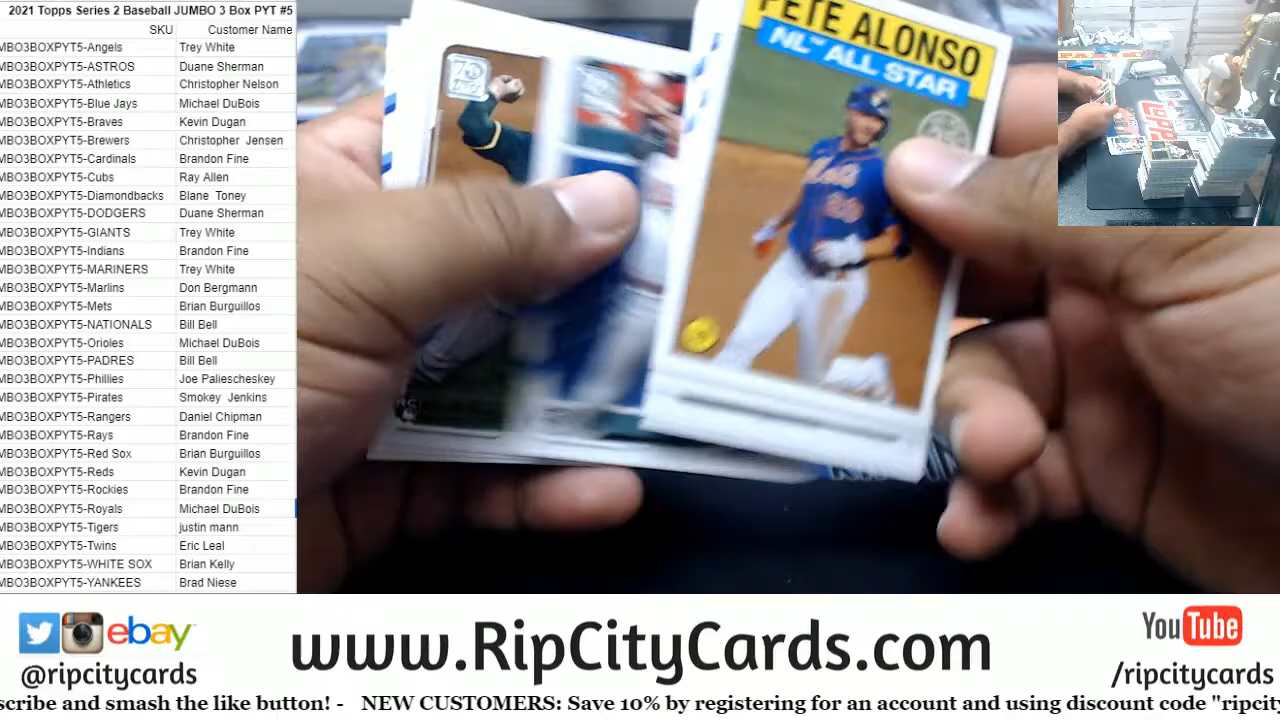 2021 Topps Series 2 Baseball JUMBO 3 Box PYT #5
SKU Customer Name
MBO3BOXPYT5-Angels Trey White
MBO3BOXPYT5-ASTROS Duane Sherman
MBO3BOXPYT5-Athletics Christopher Nelson
MBO3BOXPYT5-Blue Jays Michael DuBois
MBO3BOXPYT5-Braves Kevin Dugan
MBO3BOXPYT5-Brewers Christopher Jensen
MBO3BOXPYT5-Cardinals Brandon Fine
MBO3BOXPYT5-Cubs Ray Allen
MBO3BOXPYT5-Diamondbacks Blane Toney
MBO3BOXPYT5-DODGERS Duane Sherman
MBO3BOXPYT5-GIANTS Trey White
MBO3BOXPYT5-Indians Brandon Fine
MBO3BOXPYT5-MARINERS Trey White
MBO3BOXPYT5-Marlins Don Bergmann
MBO3BOXPYT5-Mets Brian Burguillos
MBO3BOXPYT5-NATIONALS Bill Bell
MBO3BOXPYT5-Orioles Michael DuBois
MBO3BOXPYT5-PADRES Bill Bell
MBO3BOXPYT5-Phillies Joe Paliescheskey
MBO3BOXPYT5-Pirates Smokey Jenkins
MBO3BOXPYT5-Rangers Daniel Chipman
MBO3BOXPYT5-Rays Brandon Fine
MBO3BOXPYT5-Red Sox Brian Burguillos
MBO3BOXPYT5-Reds Kevin Dugan
MBO3BOXPYT5-Rockies Brandon Fine
MBO3BOXPYT5-Royals Michael DuBois
MBO3BOXPYT5-Tigers justin mann
MBO3BOXPYT5-Twins Eric Leal
MBO3BOXPYT5-WHITE SOX Brian Kelly
MBO3BOXPYT5-YANKEES Brad Niese
PETE ALONSO
NL™ ALL STAR
Mets
20
TOPPS
ebay
@ripcitycards
www.RipCityCards.com
YouTube
/ripcitycards
scribe and smash the like button! - NEW CUSTOMERS: Save 10% by registering for an account and using discount code "ripcity